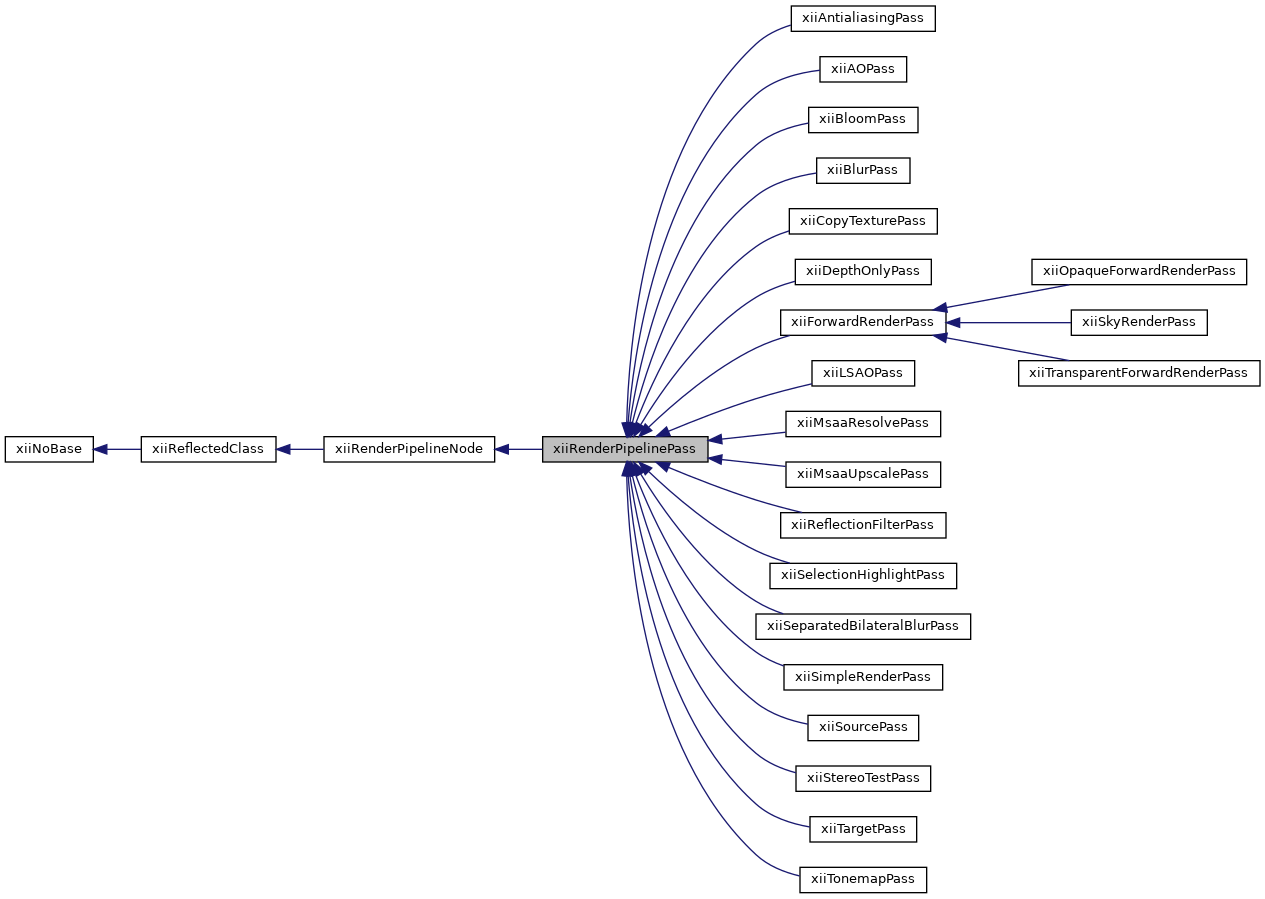 xiiAntialiasingPass
xiiAOPass
xiiBloomPass
xiiBlurPass
xiiCopyTexturePass
xiiDepthOnlyPass
xiiOpaqueForwardRenderPass
xiiForwardRenderPass
xiiSkyRenderPass
xiiLSAOPass
xiiTransparentForwardRenderPass
xiiMsaaResolvePass
xiiNoBase
xiiReflectedClass
xiiRenderPipelineNode
xiiRenderPipelinePass
xiiMsaaUpscalePass
xiiReflectionFilterPass
xiiSelectionHighlightPass
xiiSeparatedBilateralBlurPass
xiiSimpleRenderPass
xiiSourcePass
xiiStereoTestPass
xiiTargetPass
xiiTonemapPass